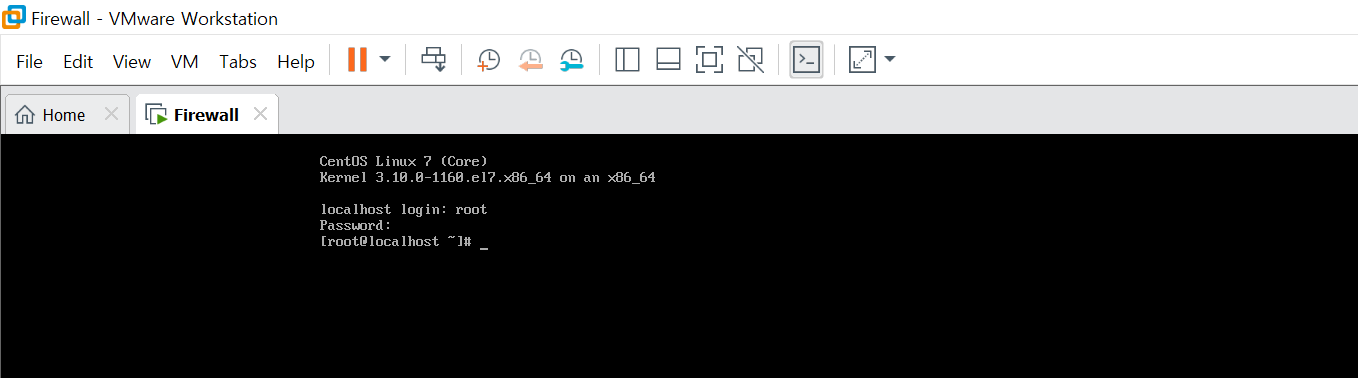 Firewall - VMware Workstation
File Edit View VM Tabs Help
Home
Firewall
CentOS Linux 7 (Core)
Kernel 3.10.0-1160.el7.x86_64 on an x86_64
localhost login: root
Password:
[root@localhost ~]# _